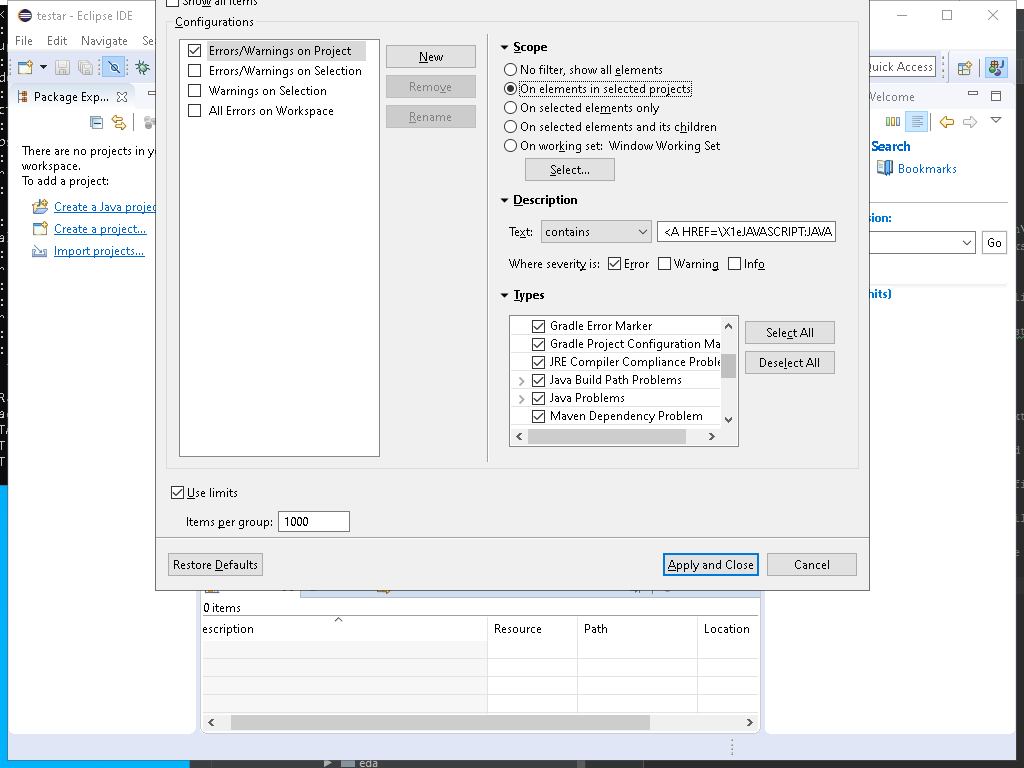 testar - Eclipse IDE
Show all items
File Edit Navigate Se
Configurations
Errors/Warnings on Project
Errors/Warnings on Selection
Warnings on Selection
All Errors on Workspace
New
Remove
Rename
Scope
No filter, show all elements
On elements in selected projects
On selected elements only
On selected elements and its children
On working set: Window Working Set
Select...
Description
Text: contains <A HREF=\X1eJAVASCRIPT:JAVA
Where severity is: Error Warning Info
Types
Gradle Error Marker
Gradle Project Configuration Ma
JRE Compiler Compliance Proble
Java Build Path Problems
Java Problems
Maven Dependency Problem
Select All
Deselect All
Use limits
Items per group: 1000
Restore Defaults
Apply and Close
Cancel
Package Exp...
There are no projects in y
workspace.
To add a project:
Create a Java projec
Create a project...
Import projects...
Quick Access
Welcome
Search
Bookmarks
sion:
Go
hits)
0 items
escription Resource Path Location
eda